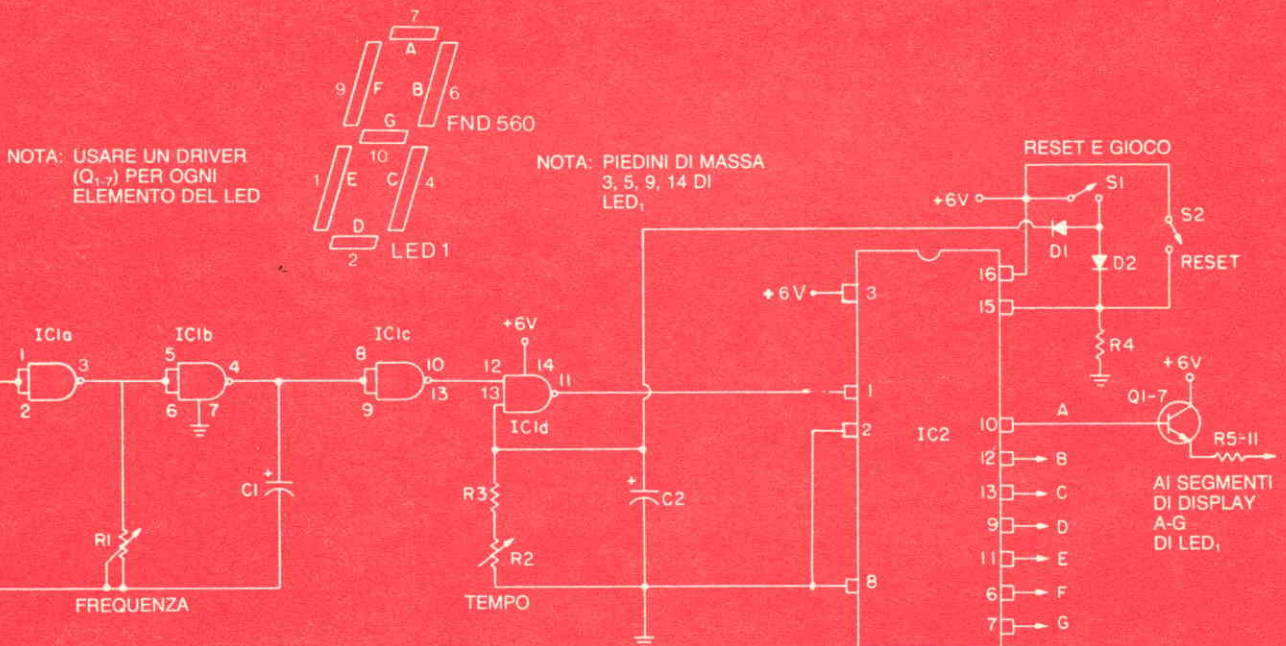 7
A
9
F
B
6
G
FND 560
10
1
E
C
4
D
2
LED 1
NOTA: USARE UN DRIVER
(Q1-7) PER OGNI
ELEMENTO DEL LED
NOTA: PIEDINI DI MASSA
3, 5, 9, 14 DI
LED1
RESET E GIOCO
+6V
S1
S2
D1
D2
RESET
16
15
R4
+6V
3
IC1a
1
2
3
IC1b
5
6
4
7
C1
+
R1
FREQUENZA
IC1c
8
9
10
13
+6V
12
13
14
11
IC1d
R3
R2
TEMPO
+
C2
1
2
8
IC2
10
A
12
B
13
C
9
D
11
E
6
F
7
G
+6V
Q1-7
R5-11
AI SEGMENTI
DI DISPLAY
A-G
DI LED1